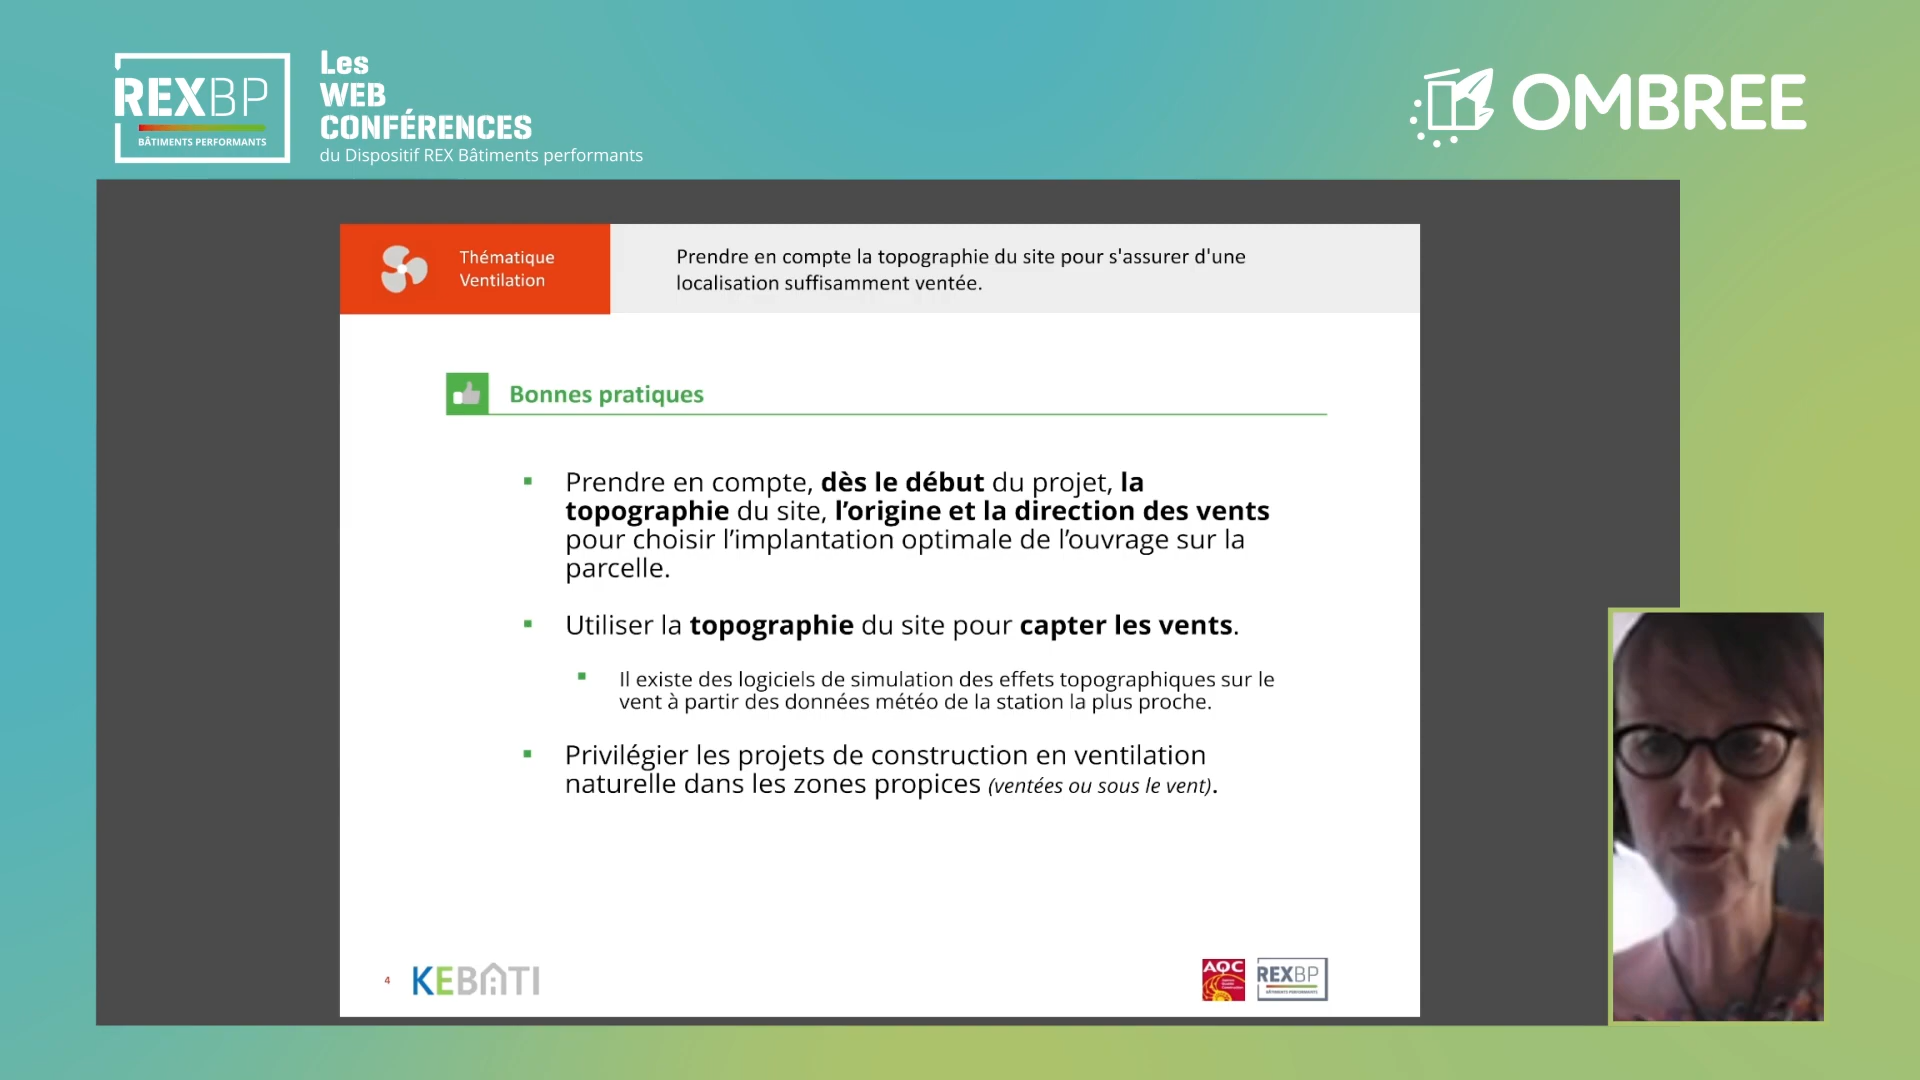 REXBP
BÂTIMENTS PERFORMANTS
Les
WEB
CONFÉRENCES
du Dispositif REX Bâtiments performants
OMBREE
Thématique
Ventilation
Prendre en compte la topographie du site pour s'assurer d'une
localisation suffisamment ventée.
Bonnes pratiques
Prendre en compte, dès le début du projet, la
topographie du site, l’origine et la direction des vents
pour choisir l’implantation optimale de l’ouvrage sur la
parcelle.
Utiliser la topographie du site pour capter les vents.
Il existe des logiciels de simulation des effets topographiques sur le
vent à partir des données météo de la station la plus proche.
Privilégier les projets de construction en ventilation
naturelle dans les zones propices (ventées ou sous le vent).
4
KEBATI
AQC
REXBP
BÂTIMENTS PERFORMANTS